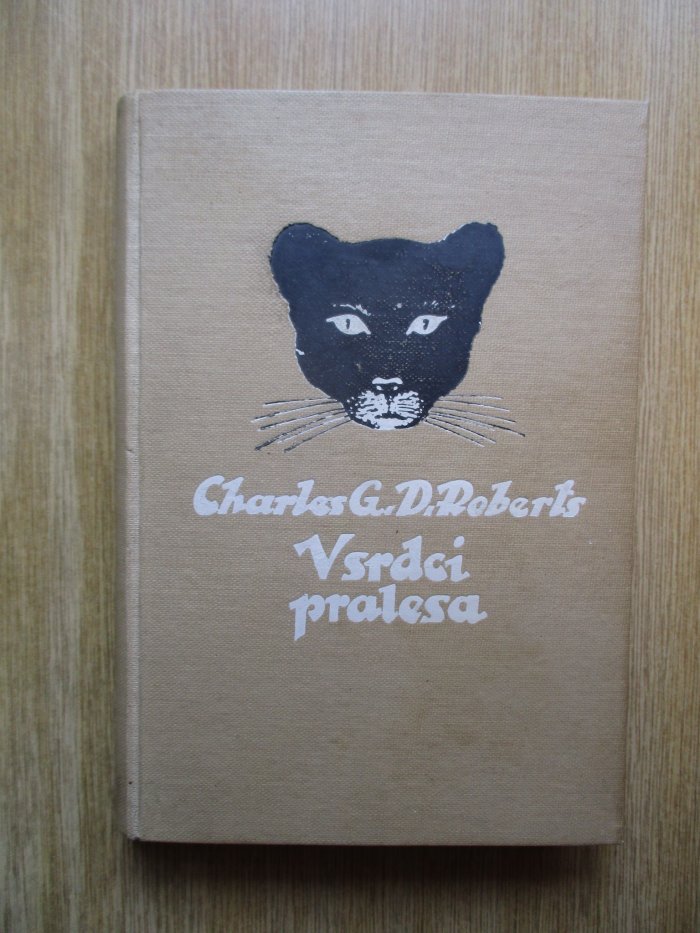 Charles G. D. Roberts
V srdci
pralesa